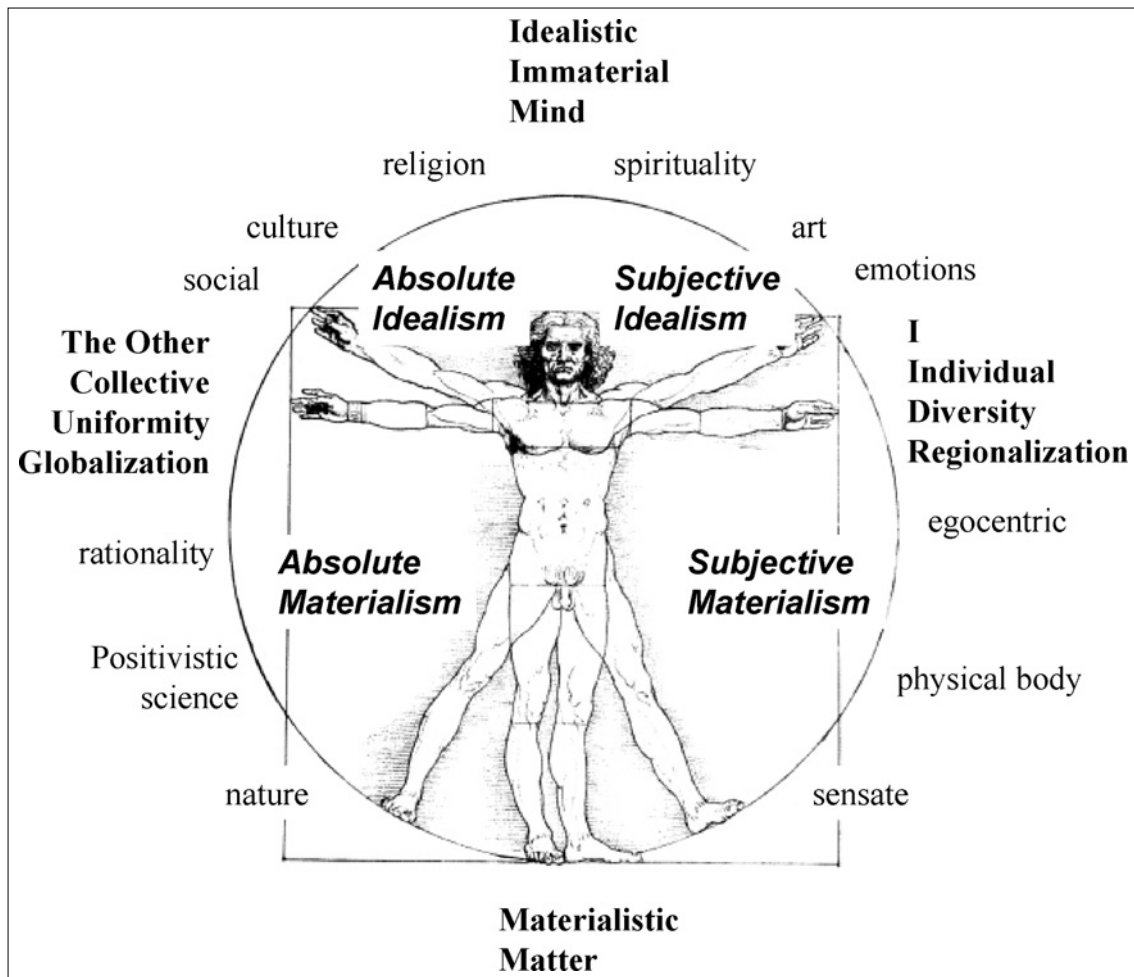 Idealistic
Immaterial
Mind
religion
spirituality
culture
art
social
emotions
Absolute
Idealism
Subjective
Idealism
The Other
Collective
Uniformity
Globalization
I
Individual
Diversity
Regionalization
rationality
egocentric
Absolute
Materialism
Subjective
Materialism
Positivistic
science
physical body
nature
sensate
Materialistic
Matter